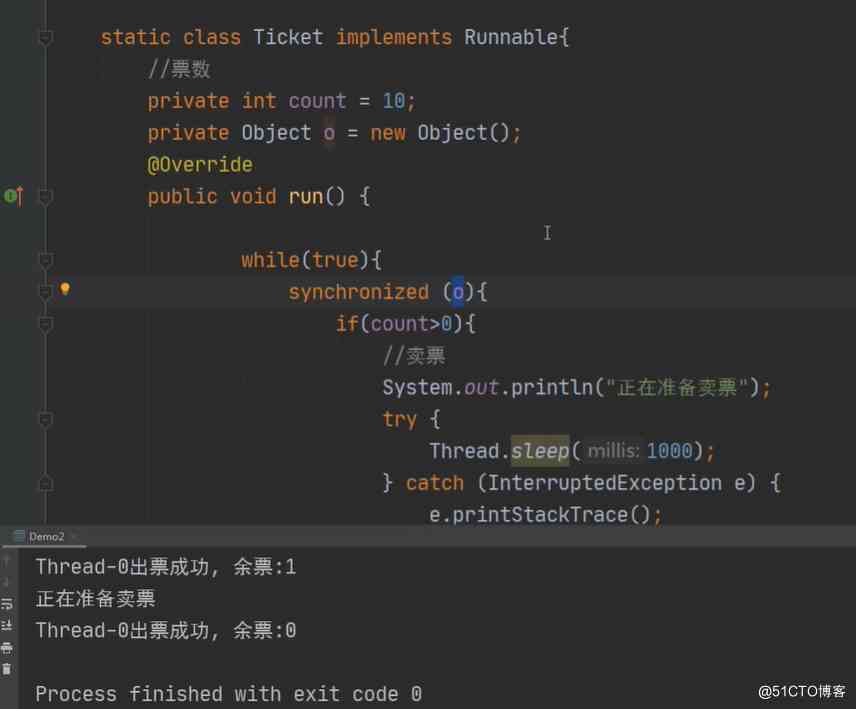 static class Ticket implements Runnable{
//票数
private int count = 10;
private Object o = new Object();
@Override
public void run() {
while(true){
synchronized (o){
if(count>0){
//卖票
System.out.println("正在准备卖票");
try {
Thread.sleep( millis: 1000);
} catch (InterruptedException e) {
e.printStackTrace();
Demo2
Thread-0出票成功, 余票:1
正在准备卖票
Thread-0出票成功, 余票:0
Process finished with exit code 0
@51CTO博客